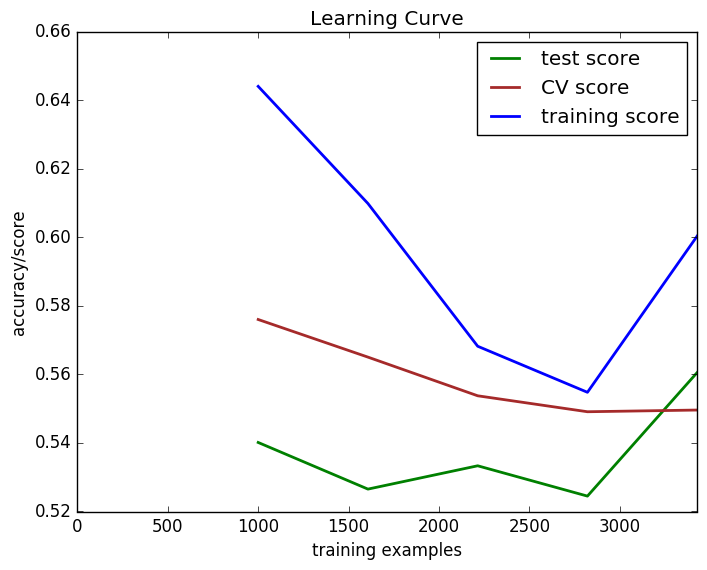 Learning Curve
test score
CV score
training score
accuracy/score
0.66
0.64
0.62
0.60
0.58
0.56
0.54
0.52
0
500
1000
1500
2000
2500
3000
training examples